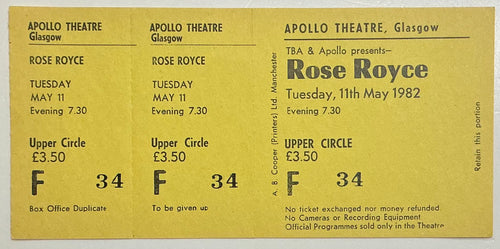 APOLLO THEATRE
Glasgow
ROSE ROYCE
TUESDAY
MAY 11
Evening 7.30
Upper Circle
£3.50
F 34
Box Office Duplicate
APOLLO THEATRE
Glasgow
ROSE ROYCE
TUESDAY
MAY 11
Evening 7.30
Upper Circle
£3.50
F 34
To be given up
A. B. Cooper (Printers) Ltd. Manchester
APOLLO THEATRE, Glasgow
TBA & Apollo presents—
Rose Royce
Tuesday, 11th May 1982
Evening 7.30
UPPER CIRCLE
£3.50
F 34
No ticket exchanged nor money refunded
No Cameras or Recording Equipment
Official Programmes sold only in the Theatre
Retain this portion